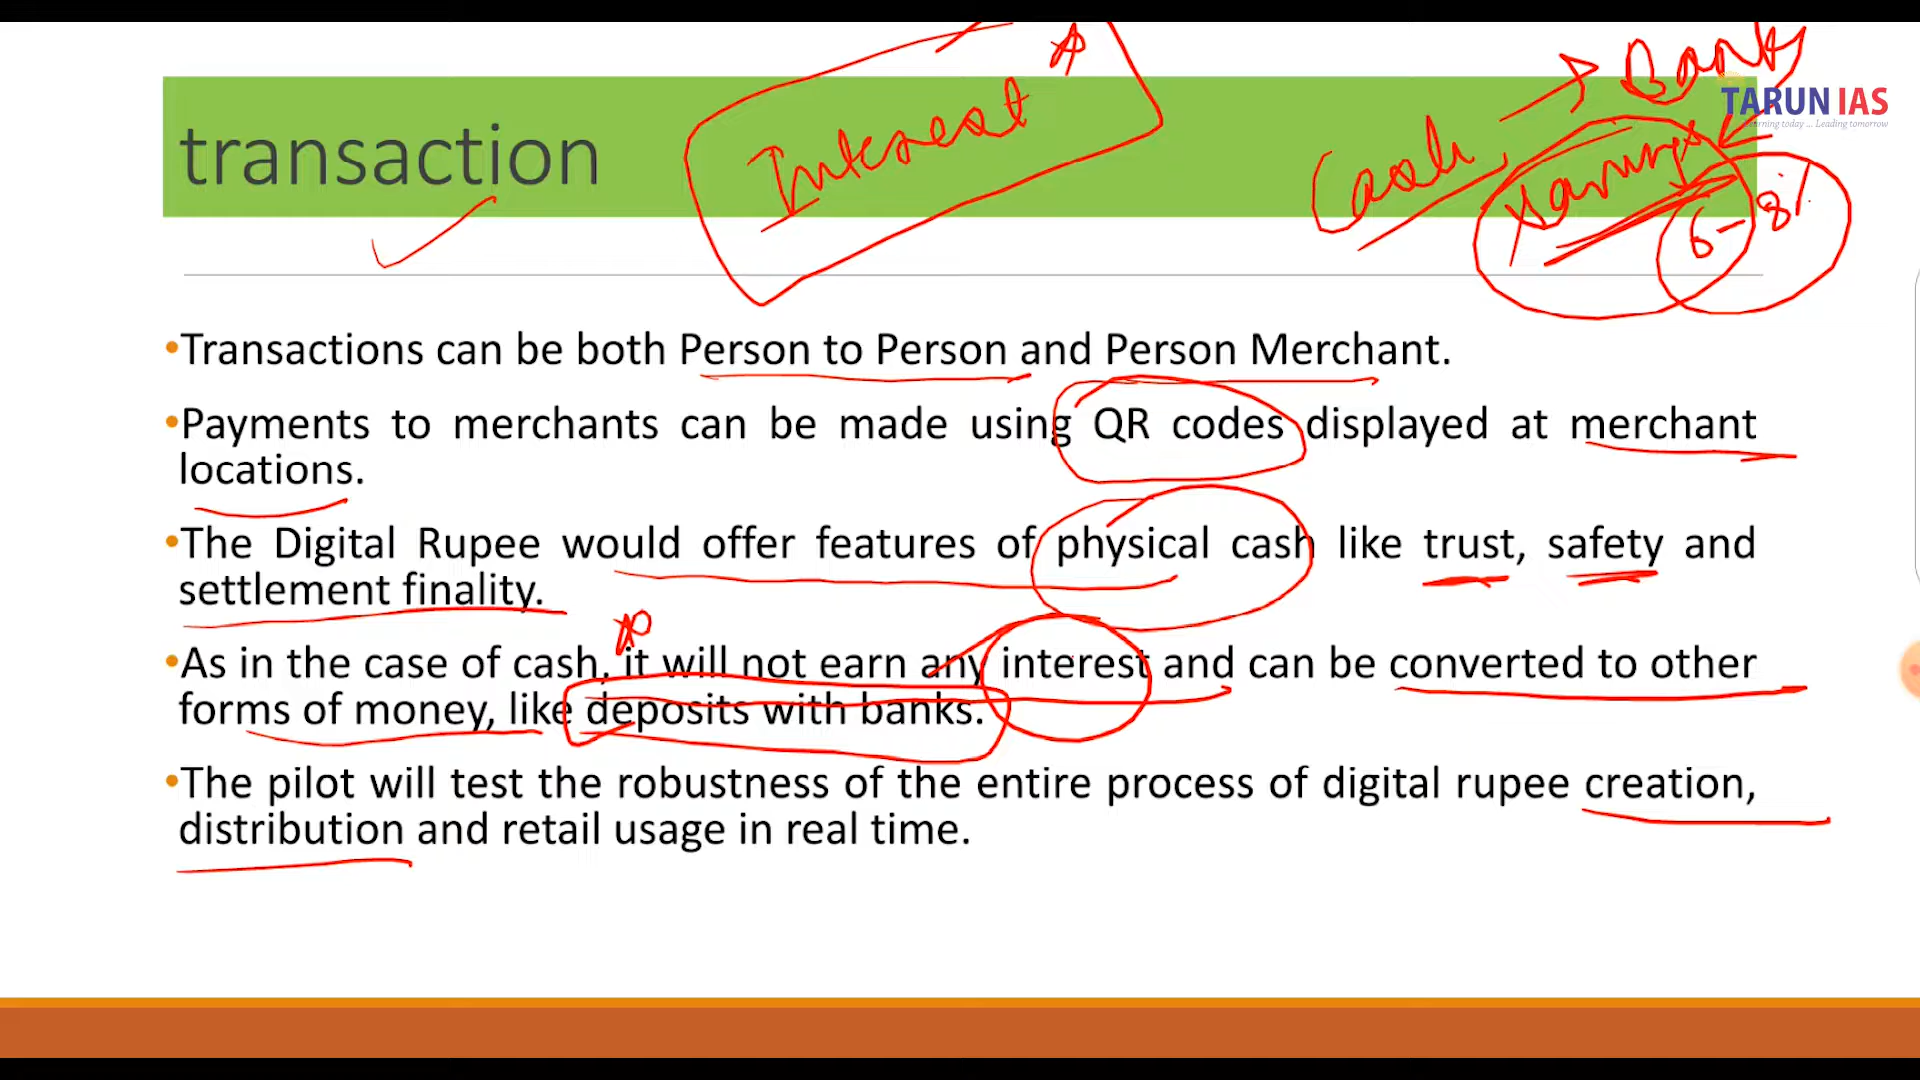 Interest
Cash → Bank
TARUN IAS
Learning today ... Leading tomorrow
Savings
6-8%
transaction
•Transactions can be both Person to Person and Person Merchant.
•Payments to merchants can be made using QR codes displayed at merchant
locations.
•The Digital Rupee would offer features of physical cash like trust, safety and
settlement finality.
•As in the case of cash, it will not earn any interest and can be converted to other
forms of money, like deposits with banks.
•The pilot will test the robustness of the entire process of digital rupee creation,
distribution and retail usage in real time.